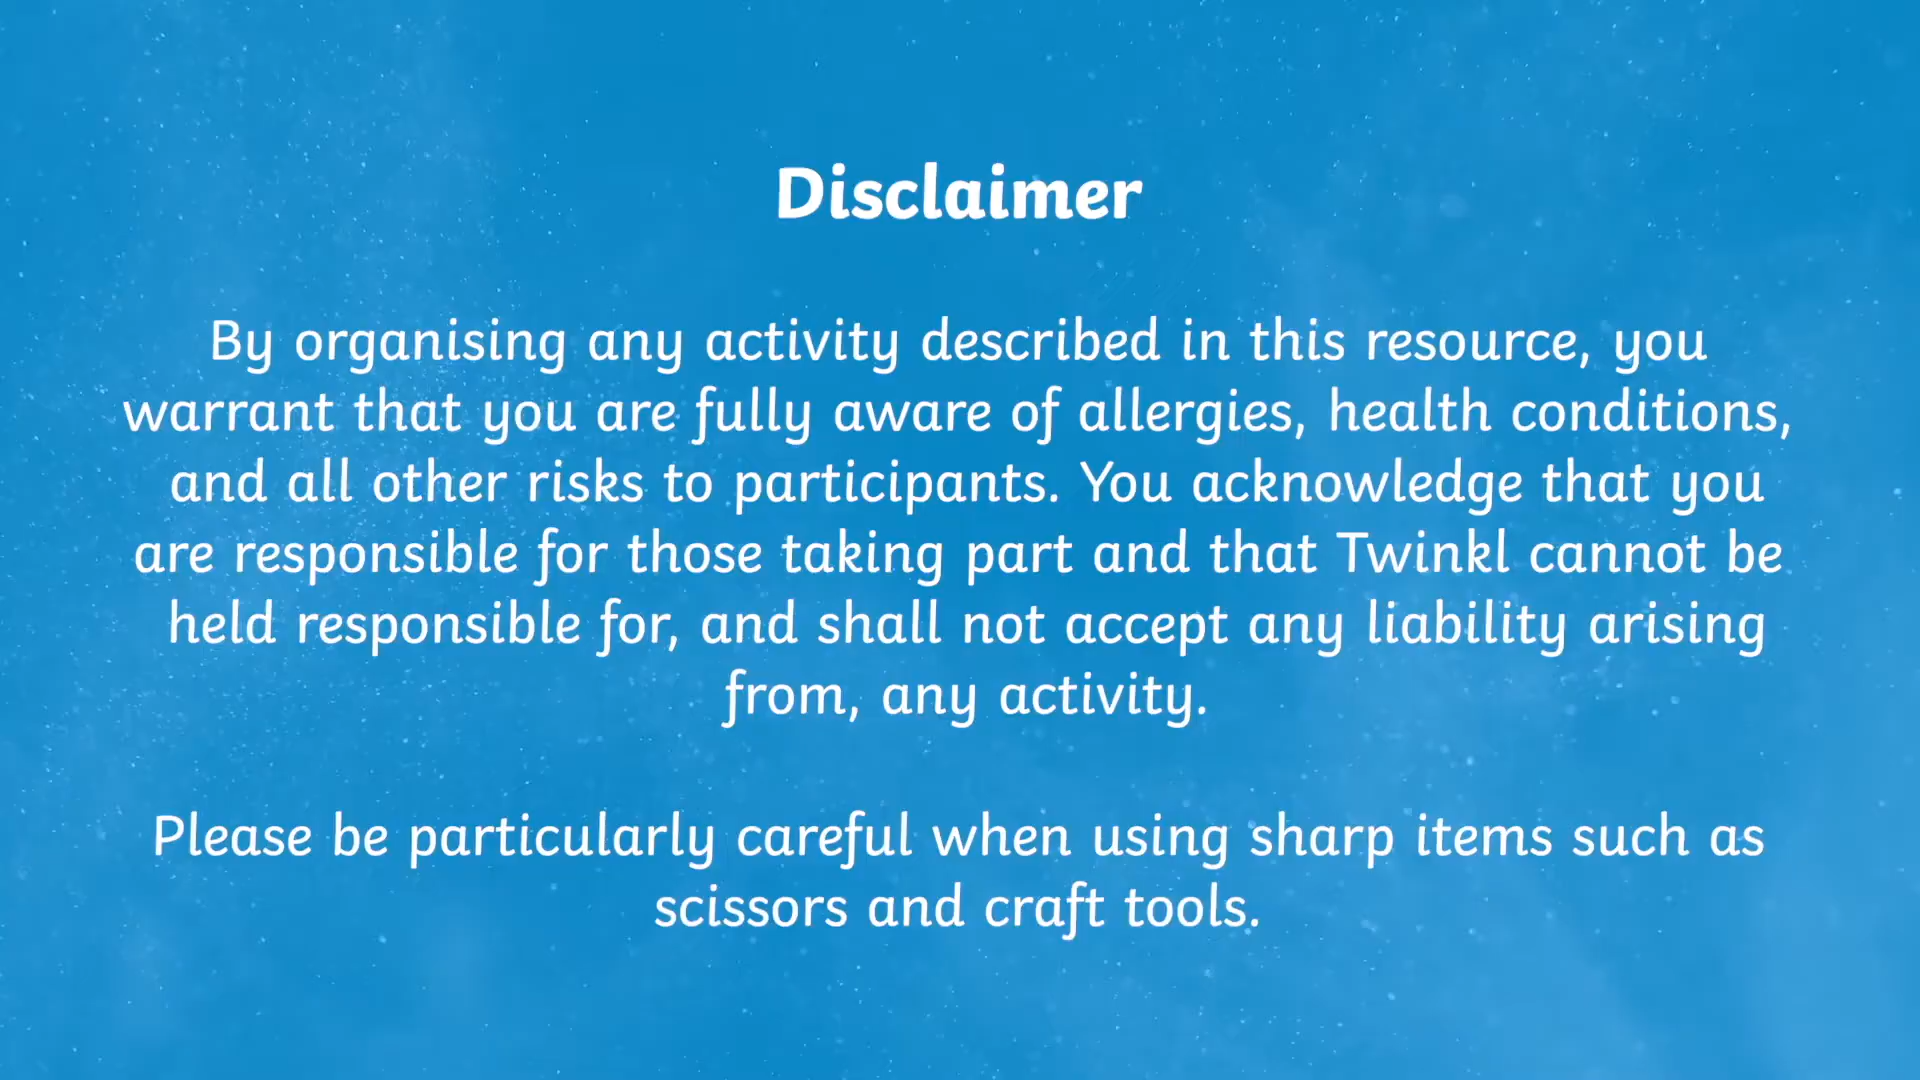 Disclaimer
By organising any activity described in this resource, you
warrant that you are fully aware of allergies, health conditions,
and all other risks to participants. You acknowledge that you
are responsible for those taking part and that Twinkl cannot be
held responsible for, and shall not accept any liability arising
from, any activity.
Please be particularly careful when using sharp items such as
scissors and craft tools.